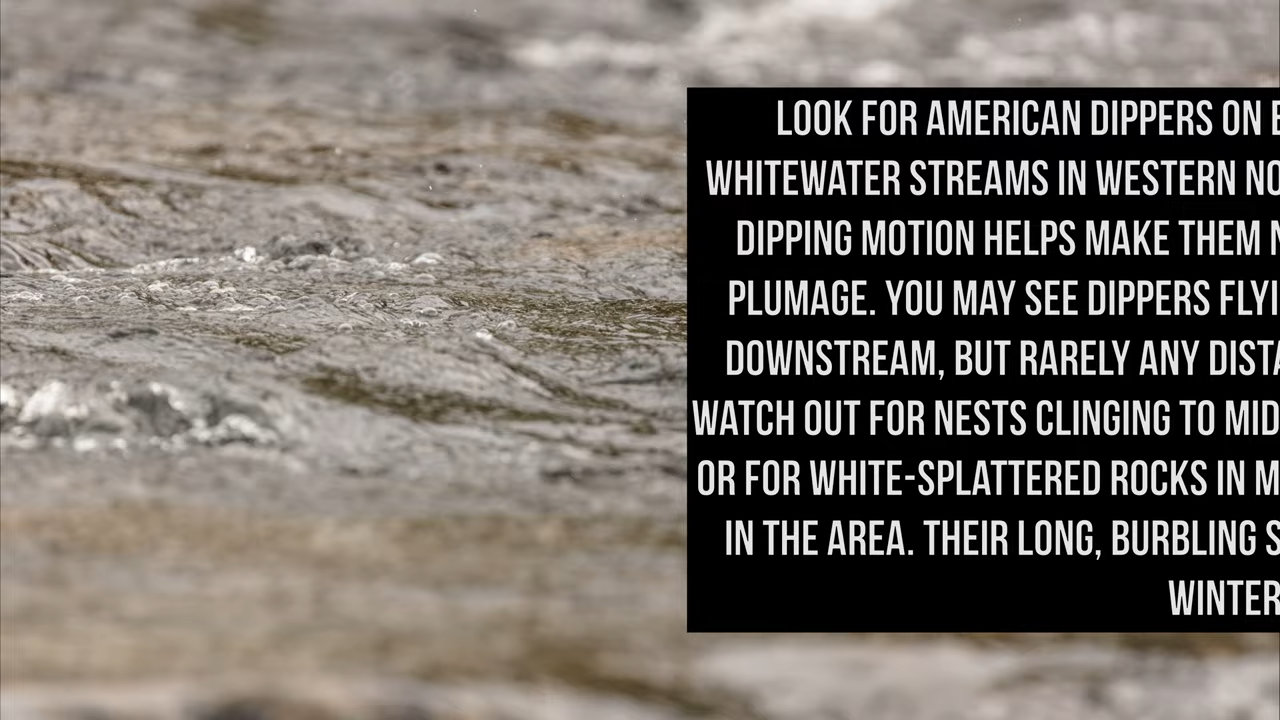 LOOK FOR AMERICAN DIPPERS ON
WHITEWATER STREAMS IN WESTERN
DIPPING MOTION HELPS MAKE THEM
PLUMAGE. YOU MAY SEE DIPPERS
DOWNSTREAM, BUT RARELY ANY
WATCH OUT FOR NESTS CLINGING TO
OR FOR WHITE-SPLATTERED ROCKS IN
IN THE AREA. THEIR LONG, BURBLING
WINTER